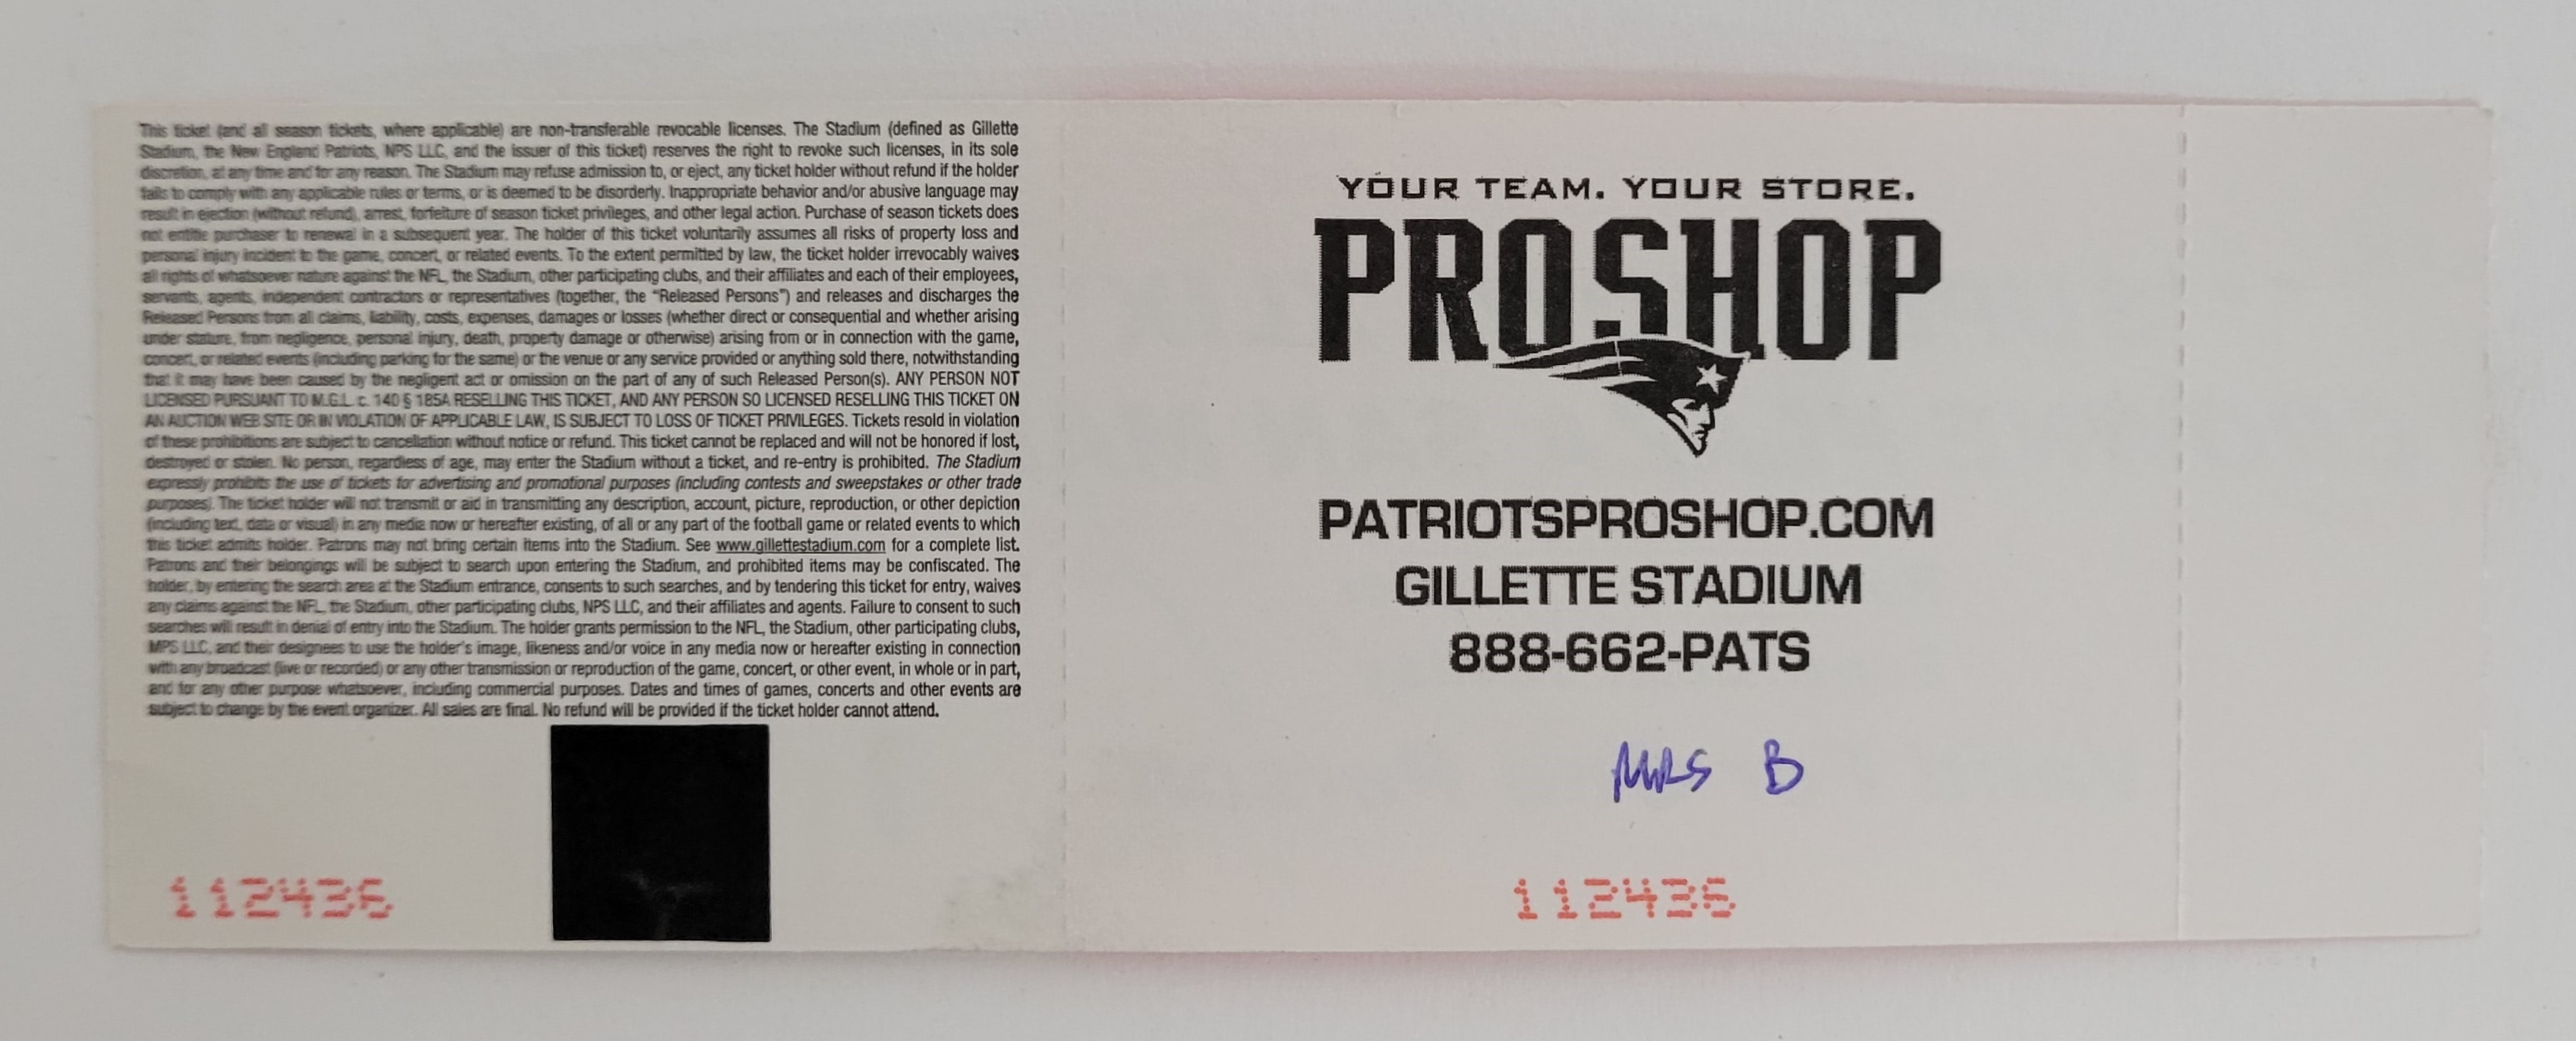 This ticket (and all season tickets, where applicable) are non-transferable revocable licenses. The Stadium (defined as Gillette
Stadium, the New England Patriots, NPS LLC, and the issuer of this ticket) reserves the right to revoke such licenses, in its sole
discretion, at any time and for any reason. The Stadium may refuse admission to, or eject, any ticket holder without refund if the holder
fails to comply with any applicable rules or terms, or is deemed to be disorderly. Inappropriate behavior and/or abusive language may
result in ejection (without refund), arrest, forfeiture of season ticket privileges, and other legal action. Purchase of season tickets does
not entitle purchaser to renewal in a subsequent year. The holder of this ticket voluntarily assumes all risks of property loss and
personal injury incident to the game, concert, or related events. To the extent permitted by law, the ticket holder irrevocably waives
all rights of whatsoever nature against the NFL, the Stadium, other participating clubs, and their affiliates and each of their employees,
servants, agents, independent contractors or representatives (together, the “Released Persons”) and releases and discharges the
Released Persons from all claims, liability, costs, expenses, damages or losses (whether direct or consequential and whether arising
under stature, from negligence, personal injury, death, property damage or otherwise) arising from or in connection with the game,
concert, or related events (including parking for the same) or the venue or any service provided or anything sold there, notwithstanding
that it may have been caused by the negligent act or omission on the part of any of such Released Person(s). ANY PERSON NOT
LICENSED PURSUANT TO M.G.L. c. 140 § 185A RESELLING THIS TICKET, AND ANY PERSON SO LICENSED RESELLING THIS TICKET ON
AN AUCTION WEB SITE OR IN VIOLATION OF APPLICABLE LAW, IS SUBJECT TO LOSS OF TICKET PRIVILEGES. Tickets resold in violation
of these prohibitions are subject to cancellation without notice or refund. This ticket cannot be replaced and will not be honored if lost,
destroyed or stolen. No person, regardless of age, may enter the Stadium without a ticket, and re-entry is prohibited. The Stadium
expressly prohibits the use of tickets for advertising and promotional purposes (including contests and sweepstakes or other trade
purposes). The ticket holder will not transmit or aid in transmitting any description, account, picture, reproduction, or other depiction
(including text, data or visual) in any media now or hereafter existing, of all or any part of the football game or related events to which
this ticket admits holder. Patrons may not bring certain items into the Stadium. See www.gillettestadium.com for a complete list.
Patrons and their belongings will be subject to search upon entering the Stadium, and prohibited items may be confiscated. The
holder, by entering the search area at the Stadium entrance, consents to such searches, and by tendering this ticket for entry, waives
any claims against the NFL, the Stadium, other participating clubs, NPS LLC, and their affiliates and agents. Failure to consent to such
searches will result in denial of entry into the Stadium. The holder grants permission to the NFL, the Stadium, other participating clubs,
MPS LLC, and their designees to use the holder's image, likeness and/or voice in any media now or hereafter existing in connection
with any broadcast (live or recorded) or any other transmission or reproduction of the game, concert, or other event, in whole or in part,
and for any other purpose whatsoever, including commercial purposes. Dates and times of games, concerts and other events are
subject to change by the event organizer. All sales are final. No refund will be provided if the ticket holder cannot attend.
112436
YOUR TEAM. YOUR STORE.
PROSHOP
PATRIOTSPROSHOP.COM
GILLETTE STADIUM
888-662-PATS
MRS B
112436